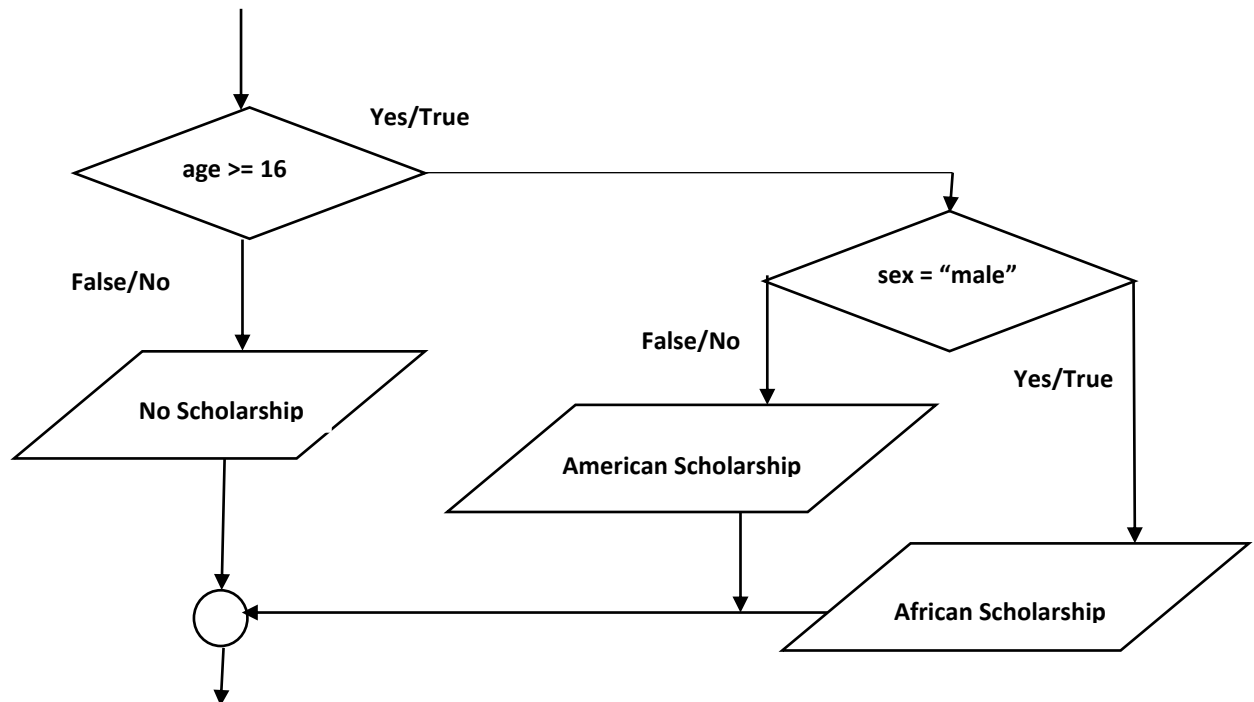 Yes/True
age >= 16
False/No
sex = “male”
False/No
Yes/True
No Scholarship
American Scholarship
African Scholarship